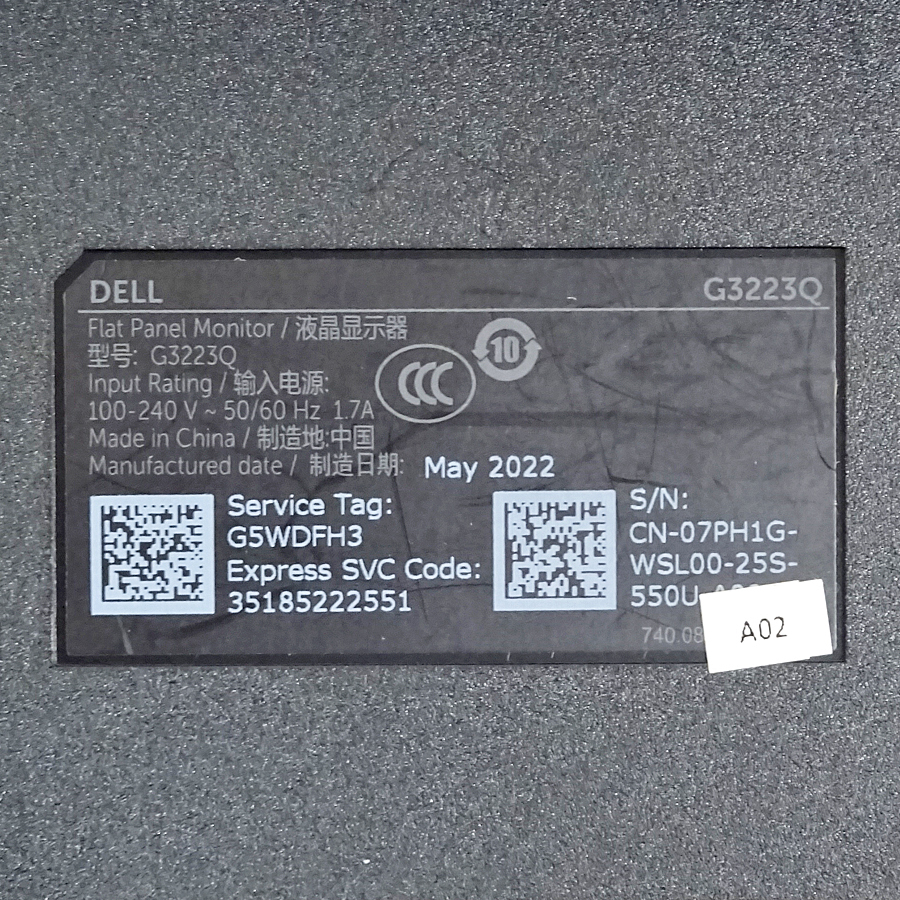 DELL G3223Q
Flat Panel Monitor / 液晶显示器
型号: G3223Q
Input Rating / 输入电源:
100-240 V ~ 50/60 Hz 1.7A
Made in China / 制造地:中国
Manufactured date / 制造日期: May 2022
CCC
10
Service Tag:
G5WDFH3
Express SVC Code:
35185222551
S/N:
CN-07PH1G-
WSL00-25S-
550U
A02